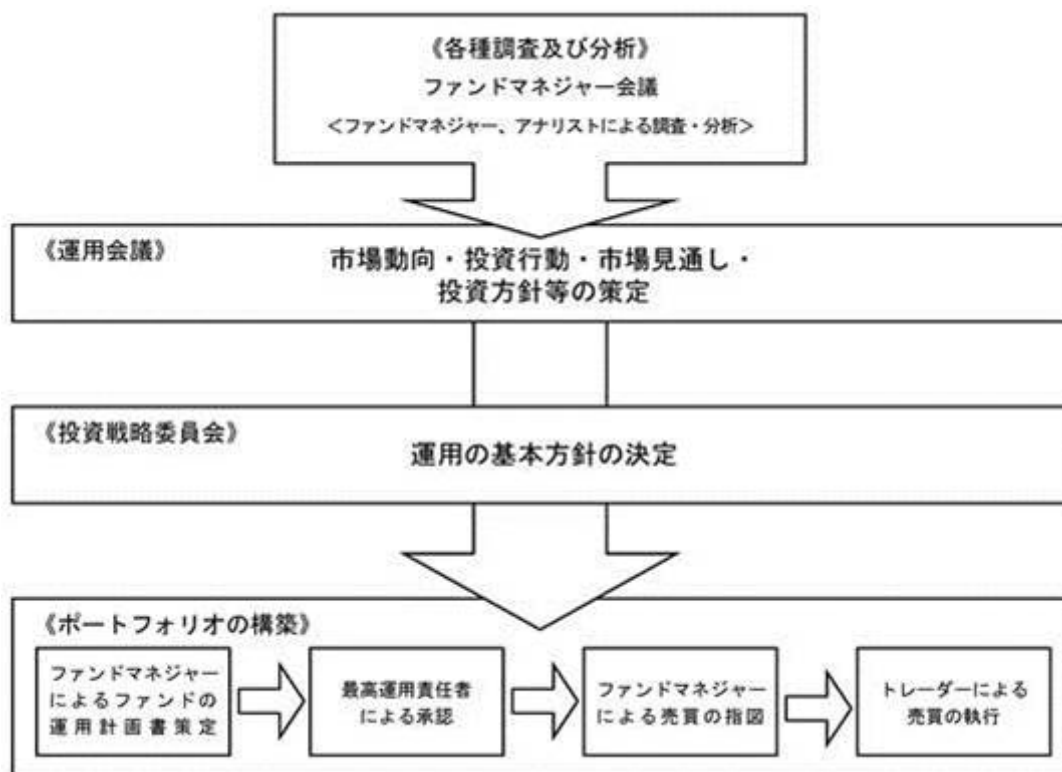 《各種調査及び分析》
ファンドマネジャー会議
<ファンドマネジャー、アナリストによる調査・分析>
《運用会議》
市場動向・投資行動・市場見通し・
投資方針等の策定
《投資戦略委員会》
運用の基本方針の決定
《ポートフォリオの構築》
ファンドマネジャー
によるファンドの
運用計画書策定
最高運用責任者
による承認
ファンドマネジャー
による売買の指図
トレーダーによる
売買の執行